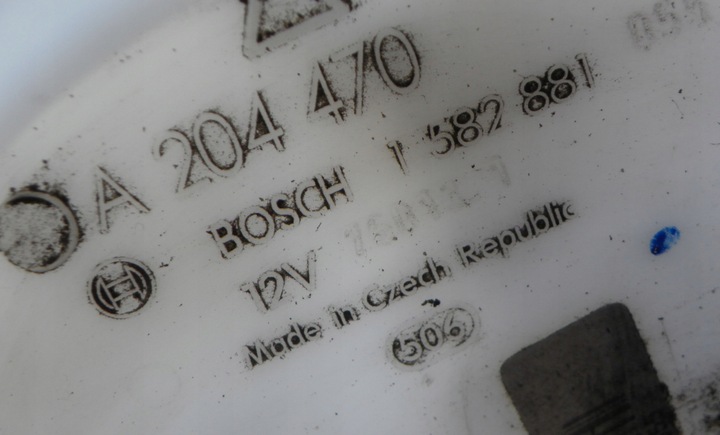 A 204 470
BOSCH 1 582 881
12V
Made in Czech Republic
506